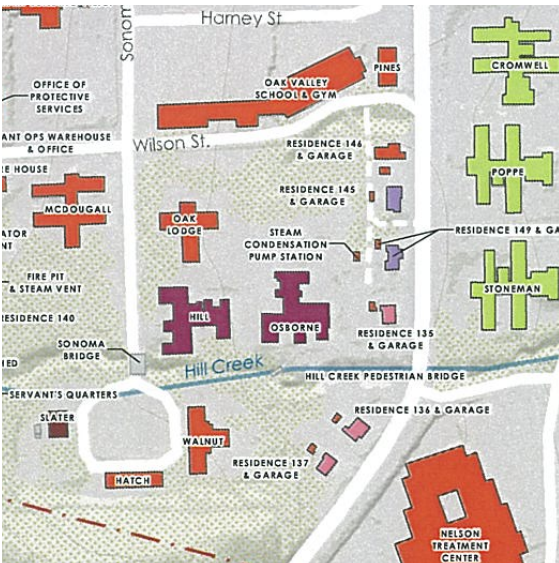 Harney St
Sonom
OFFICE OF
PROTECTIVE
SERVICES
OAK VALLEY
SCHOOL & GYM
PINES
CROMWELL
ANT OPS WAREHOUSE
& OFFICE
Wilson St.
RESIDENCE 146
& GARAGE
POPPE
RE HOUSE
MCDOUGALL
RESIDENCE 145
& GARAGE
OAK
LODGE
ATOR
NT
STEAM
CONDENSATION
PUMP STATION
RESIDENCE 149 & GA
FIRE PIT
& STEAM VENT
STONEMAN
RESIDENCE 140
HILL
OSBORNE
RESIDENCE 135
& GARAGE
SONOMA
BRIDGE
HED
Hill Creek
HILL CREEK PEDESTRIAN BRIDGE
SERVANT'S QUARTERS
SLATER
RESIDENCE 136 & GARAGE
WALNUT
RESIDENCE 137
& GARAGE
HATCH
NELSON
TREATMENT
CENTER